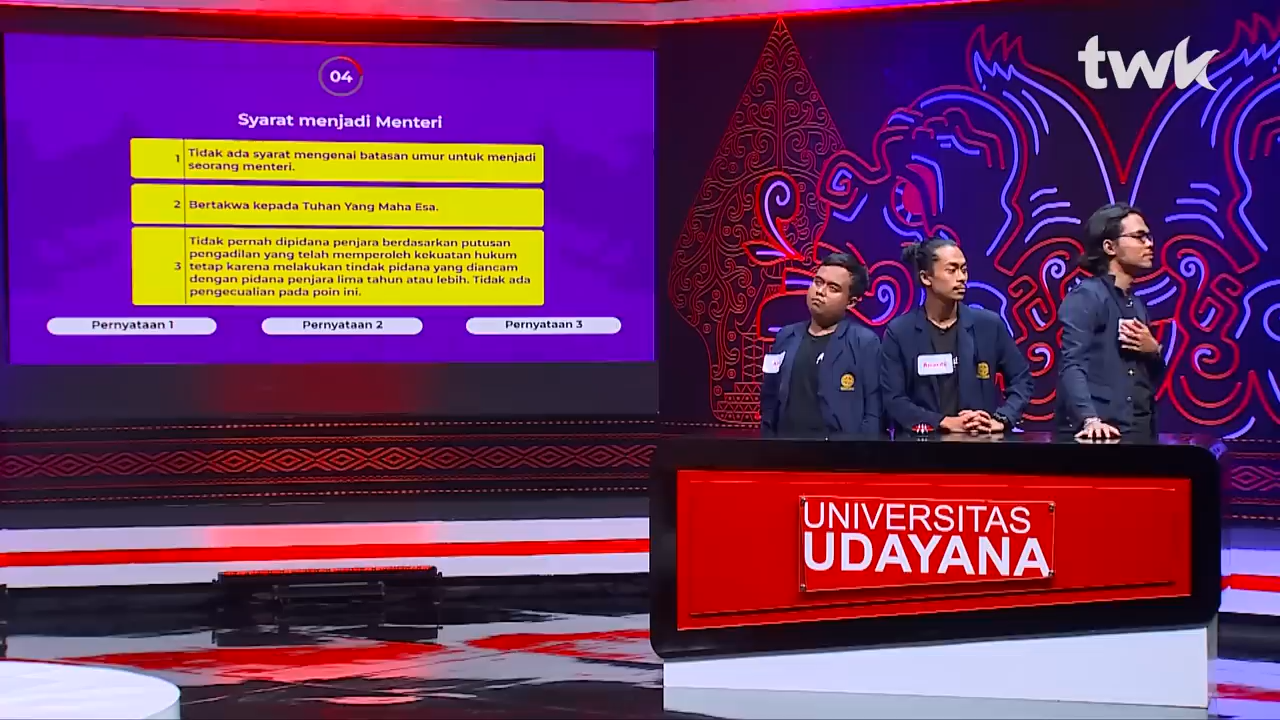 twk
04
Syarat menjadi Menteri
1 Tidak ada syarat mengenai batasan umur untuk menjadi
seorang menteri.
2 Bertakwa kepada Tuhan Yang Maha Esa.
Tidak pernah dipidana penjara berdasarkan putusan
pengadilan yang telah memperoleh kekuatan hukum
3 tetap karena melakukan tindak pidana yang diancam
dengan pidana penjara lima tahun atau lebih. Tidak ada
pengecualian pada poin ini.
Pernyataan 1 Pernyataan 2 Pernyataan 3
UNIVERSITAS
UDAYANA